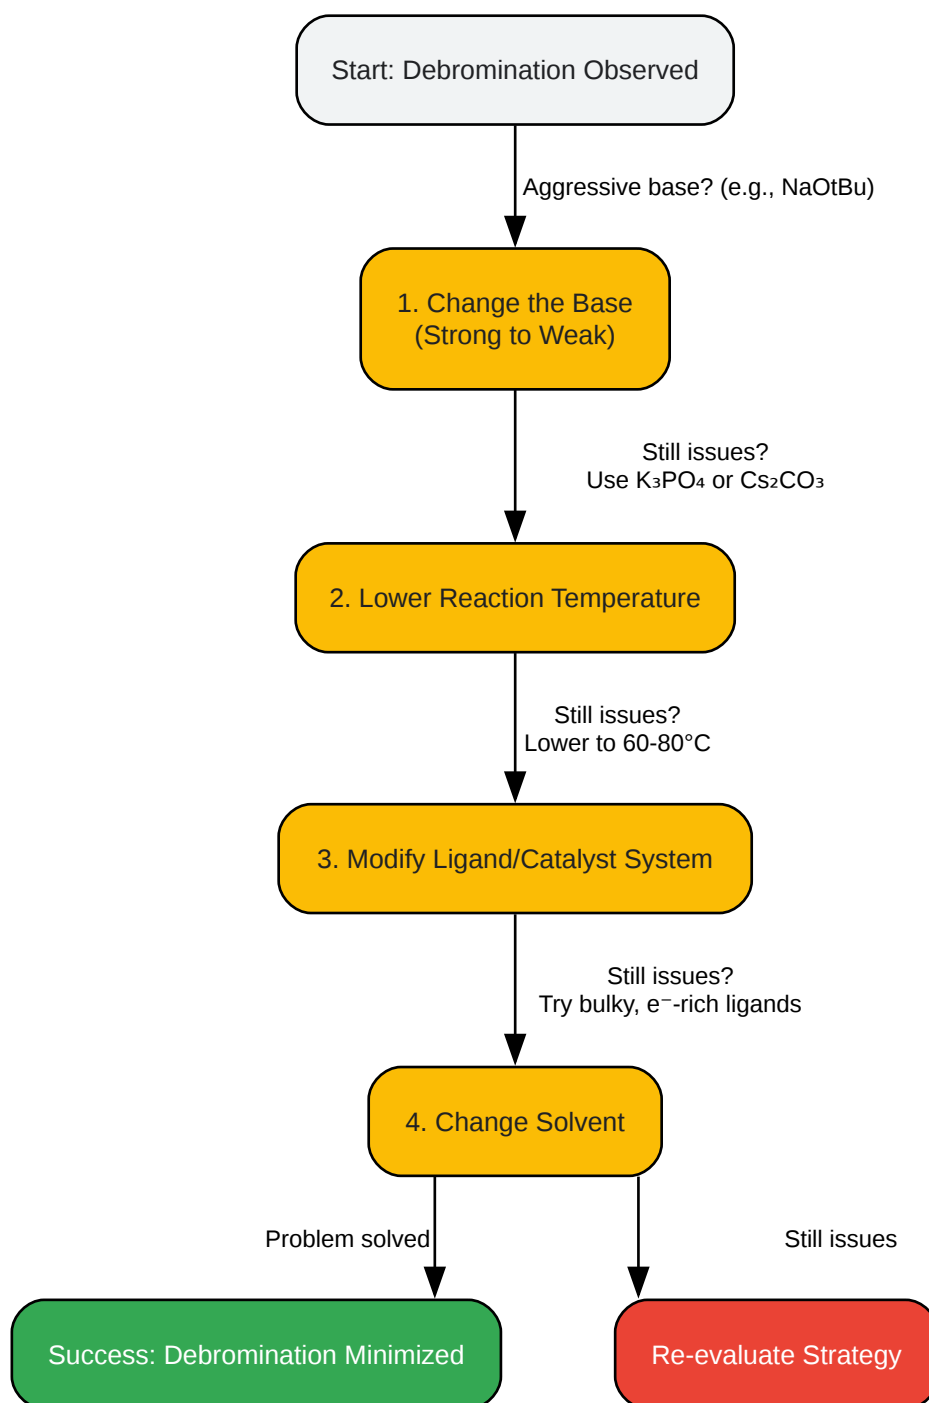 Start: Debromination Observed
Aggressive base? (e.g., NaOtBu)
1. Change the Base
(Strong to Weak)
Still issues?
Use K₃PO₄ or Cs₂CO₃
2. Lower Reaction Temperature
Still issues?
Lower to 60-80°C
3. Modify Ligand/Catalyst System
Still issues?
Try bulky, e⁻-rich ligands
4. Change Solvent
Problem solved
Still issues
Success: Debromination Minimized
Re-evaluate Strategy